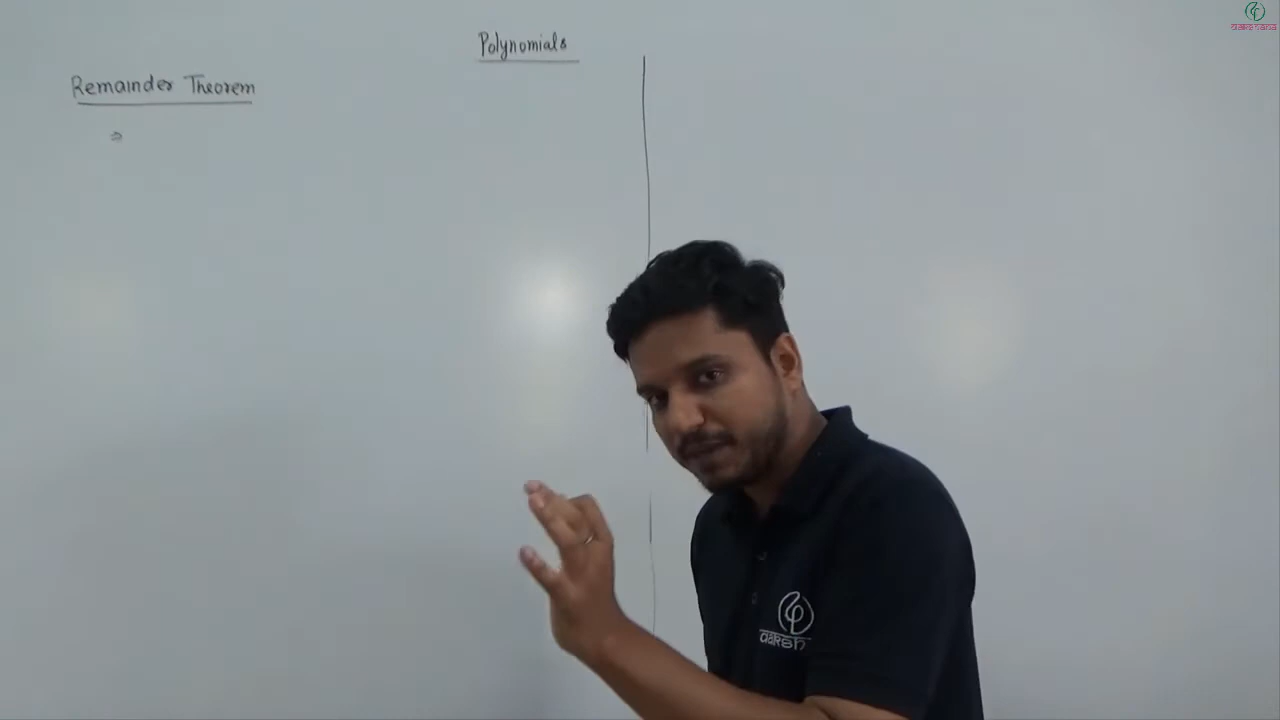 Polynomials
Remainder Theorem
⇒